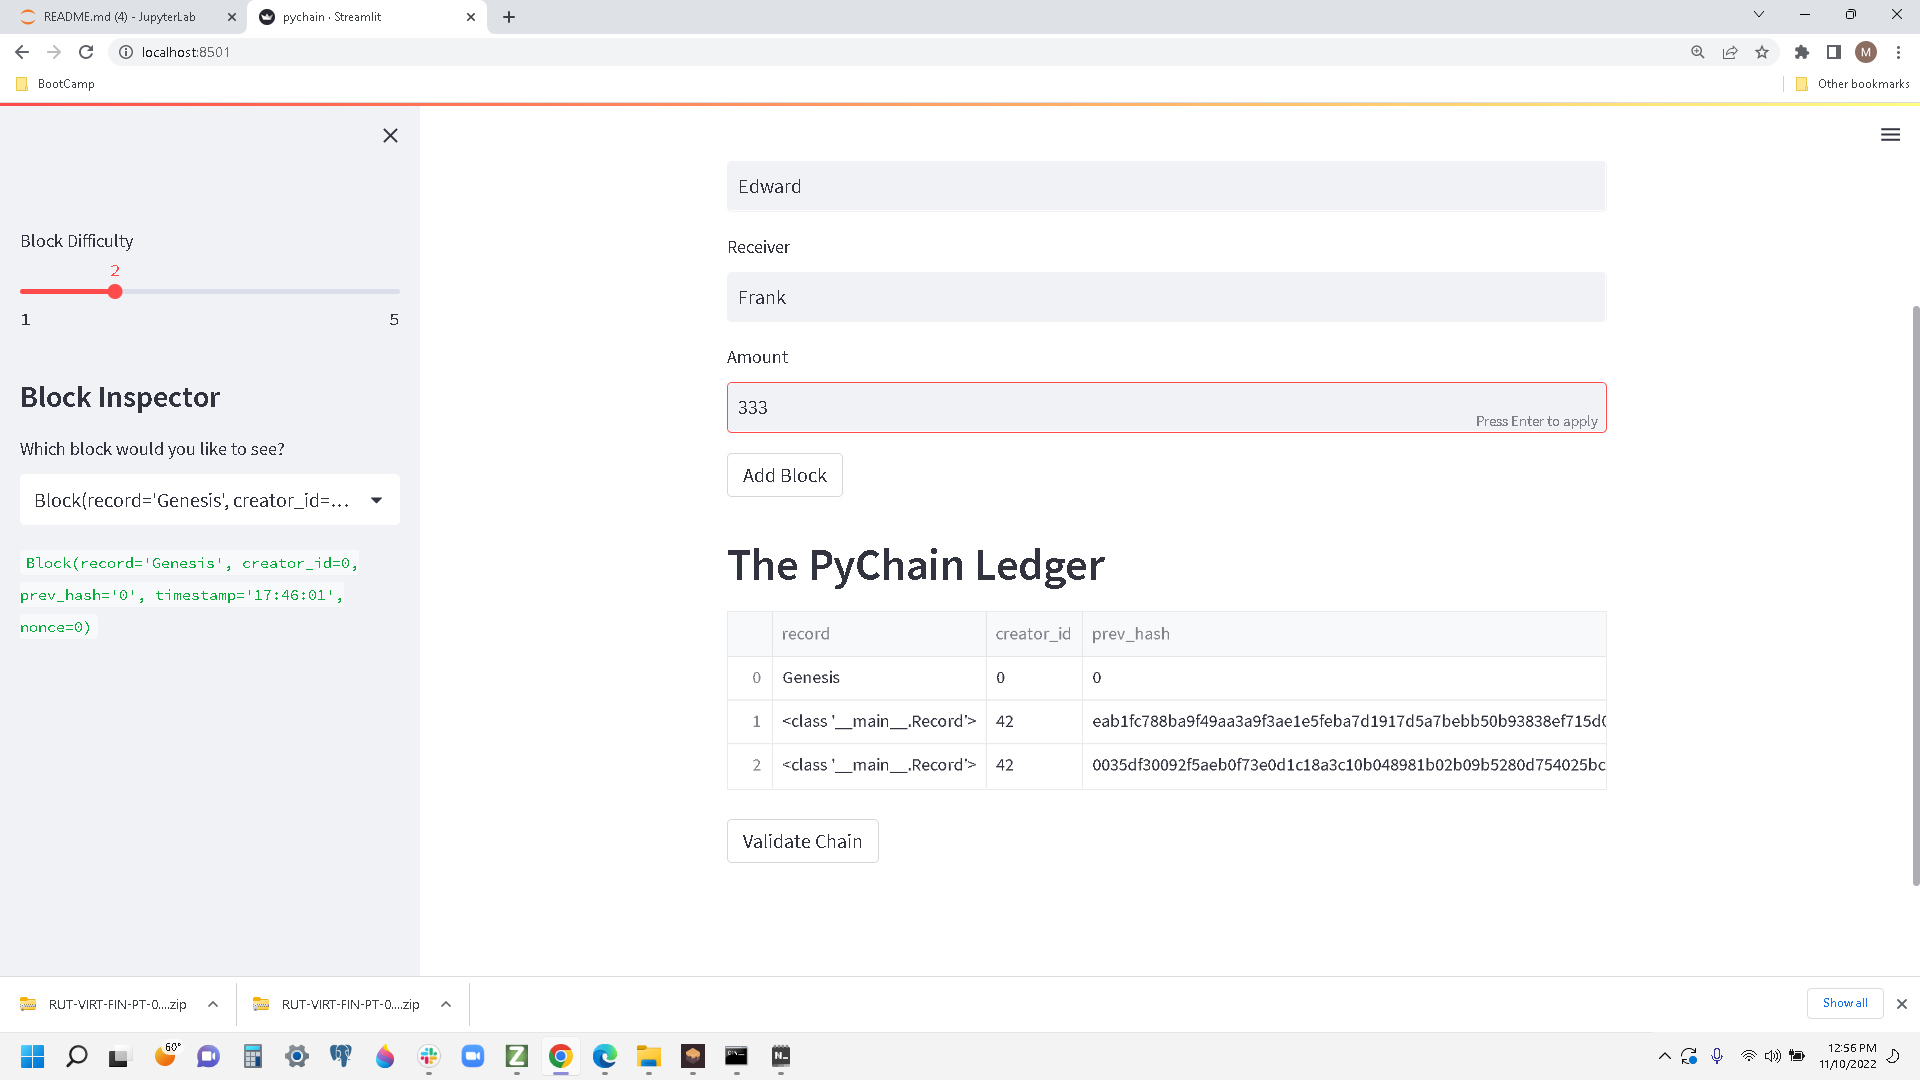 README.md (4) - JupyterLab
pychain · Streamlit
localhost:8501
M
BootCamp
Other bookmarks
Block Difficulty
2
1
5
Block Inspector
Which block would you like to see?
Block(record='Genesis', creator_id=...
Block(record='Genesis', creator_id=0,
prev_hash='0', timestamp='17:46:01',
nonce=0)
Edward
Receiver
Frank
Amount
333
Press Enter to apply
Add Block
The PyChain Ledger
record creator_id prev_hash
0 Genesis 0 0
1 <class '__main__.Record'> 42 eab1fc788ba9f49aa3a9f3ae1e5feba7d1917d5a7bebb50b93838ef715d0
2 <class '__main__.Record'> 42 0035df30092f5aeb0f73e0d1c18a3c10b048981b02b09b5280d754025bc
Validate Chain
RUT-VIRT-FIN-PT-0....zip
RUT-VIRT-FIN-PT-0....zip
Show all
60°
12:56 PM
11/10/2022